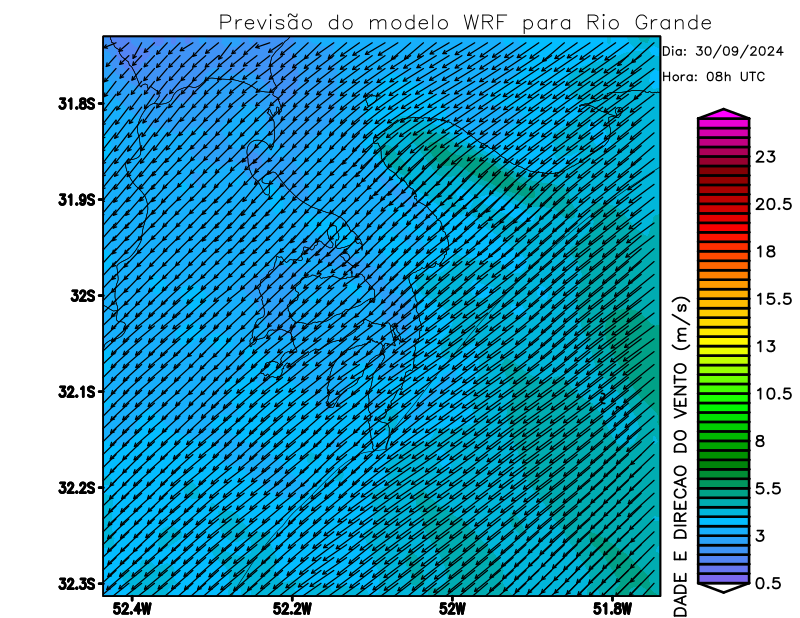 Previsão do modelo WRF para Rio Grande
Dia: 30/09/2024
Hora: 08h UTC
31.8S
31.9S
32S
32.1S
32.2S
32.3S
52.4W
52.2W
52W
51.8W
23
20.5
18
15.5
13
10.5
8
5.5
3
0.5
DADE E DIRECAO DO VENTO (m/s)